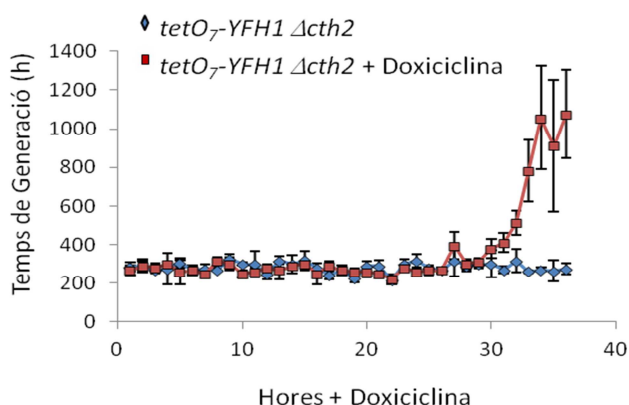 tetO7-YFH1 Δcth2
tetO7-YFH1 Δcth2 + Doxiciclina
Temps de Generació (h)
1400
1200
1000
800
600
400
200
0
0 10 20 30 40
Hores + Doxiciclina